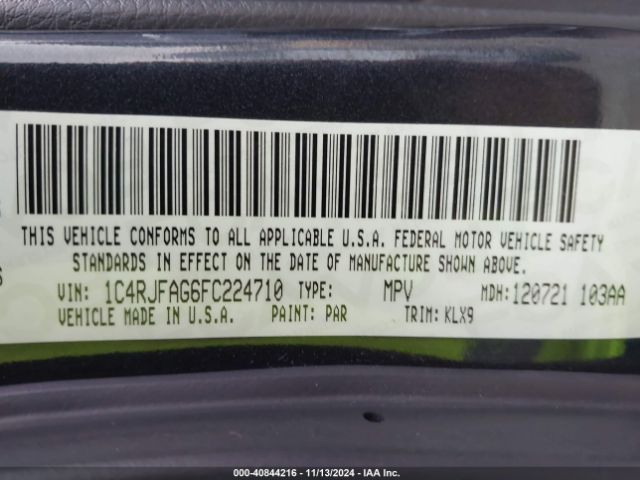 THIS VEHICLE CONFORMS TO ALL APPLICABLE U.S.A. FEDERAL MOTOR VEHICLE SAFETY
STANDARDS IN EFFECT ON THE DATE OF MANUFACTURE SHOWN ABOVE.
VIN: 1C4RJFAG6FC224710 TYPE: MPV MDH: 120721 103AA
VEHICLE MADE IN U.S.A. PAINT: PAR TRIM: KLX9
000-40844216 - 11/13/2024 - IAA Inc.